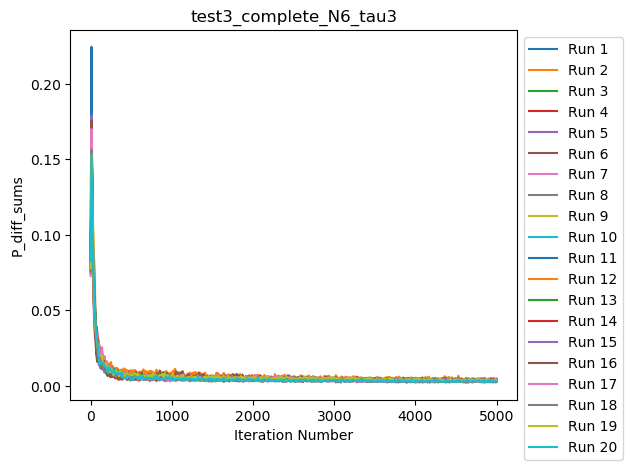 test3_complete_N6_tau3
P_diff_sums
0.20
0.15
0.10
0.05
0.00
0
1000
2000
3000
4000
5000
Iteration Number
Run 1
Run 2
Run 3
Run 4
Run 5
Run 6
Run 7
Run 8
Run 9
Run 10
Run 11
Run 12
Run 13
Run 14
Run 15
Run 16
Run 17
Run 18
Run 19
Run 20